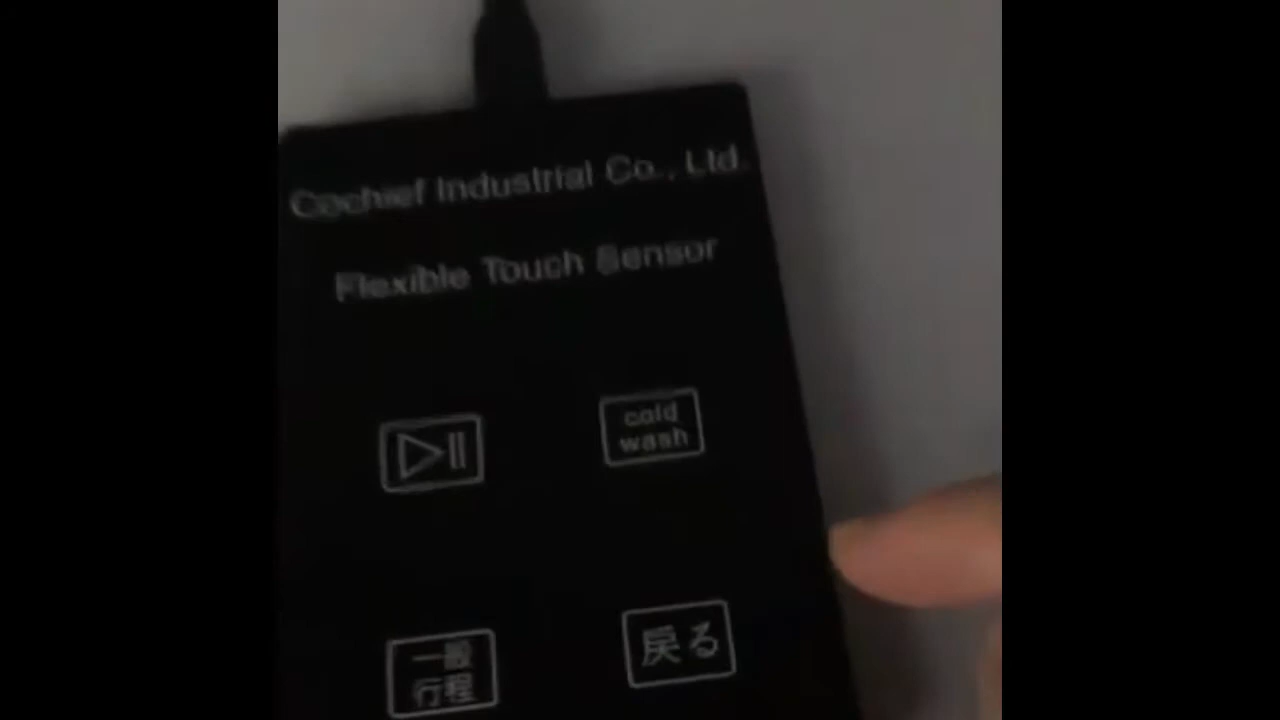 Cochief Industrial Co., Ltd.
Flexible Touch Sensor
cold
wash
一般
行程
戻る